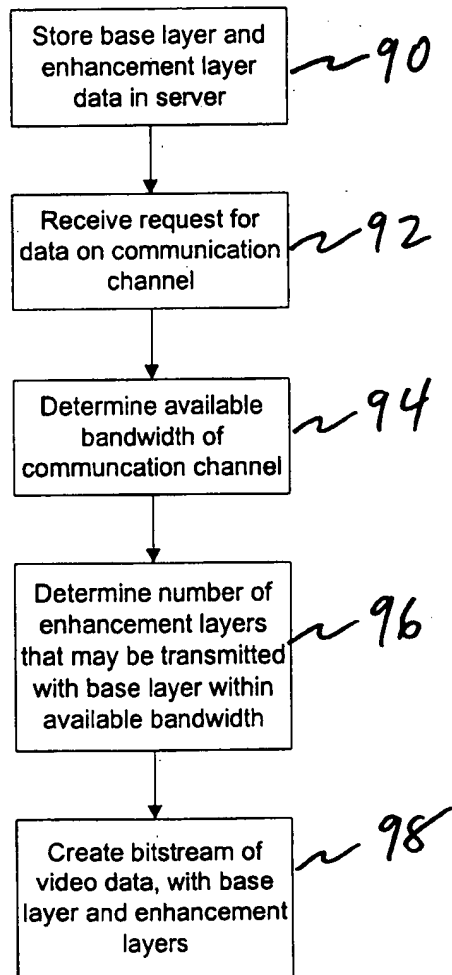 Store base layer and
enhancement layer
data in server
90
Receive request for
data on communication
channel
92
Determine available
bandwidth of
communcation channel
94
Determine number of
enhancement layers
that may be transmitted
with base layer within
available bandwidth
96
Create bitstream of
video data, with base
layer and enhancement
layers
98